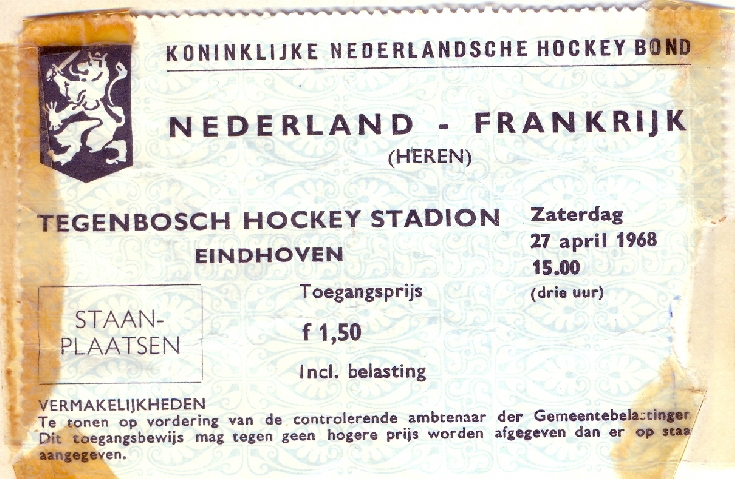 KONINKLIJKE NEDERLANDSCHE HOCKEY BOND
NEDERLAND - FRANKRIJK
(HEREN)
TEGENBOSCH HOCKEY STADION
EINDHOVEN
Zaterdag
27 april 1968
15.00
(drie uur)
STAAN-
PLAATSEN
Toegangsprijs
f 1,50
Incl. belasting
VERMAKELIJKHEDEN
Te tonen op vordering van de controlerende ambtenaar der Gemeentebelastingen
Dit toegangsbewijs mag tegen geen hogere prijs worden afgegeven dan er op staa
aangegeven.